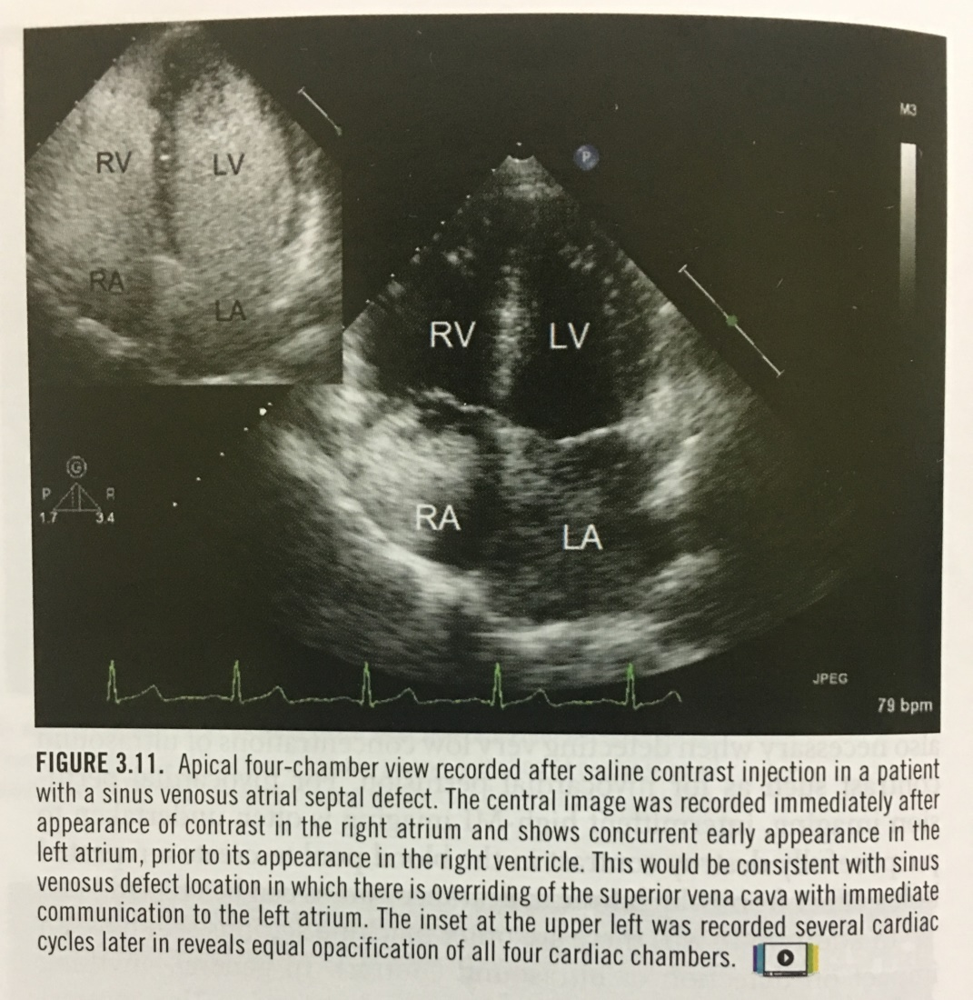 M3
P
RV LV
RA
LA
RV LV
RA LA
G
P R
1.7 3.4
JPEG
79 bpm
FIGURE 3.11. Apical four-chamber view recorded after saline contrast injection in a patient
with a sinus venosus atrial septal defect. The central image was recorded immediately after
appearance of contrast in the right atrium and shows concurrent early appearance in the
left atrium, prior to its appearance in the right ventricle. This would be consistent with sinus
venosus defect location in which there is overriding of the superior vena cava with immediate
communication to the left atrium. The inset at the upper left was recorded several cardiac
cycles later in reveals equal opacification of all four cardiac chambers.